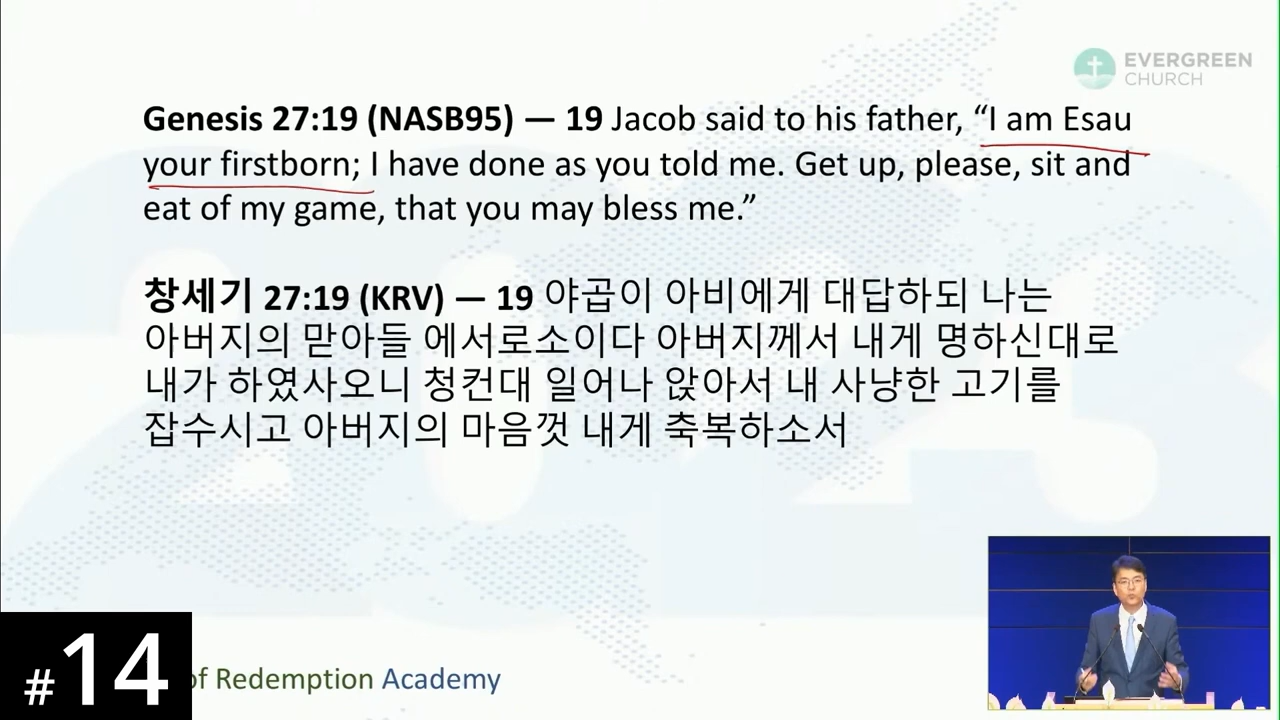 EVERGREEN
CHURCH
Genesis 27:19 (NASB95) — 19 Jacob said to his father, “I am Esau
your firstborn; I have done as you told me. Get up, please, sit and
eat of my game, that you may bless me.”
창세기 27:19 (KRV) — 19 야곱이 아비에게 대답하되 나는
아버지의 맏아들 에서로소이다 아버지께서 내게 명하신대로
내가 하였사오니 청컨대 일어나 앉아서 내 사냥한 고기를
잡수시고 아버지의 마음껏 내게 축복하소서
#14
of Redemption Academy